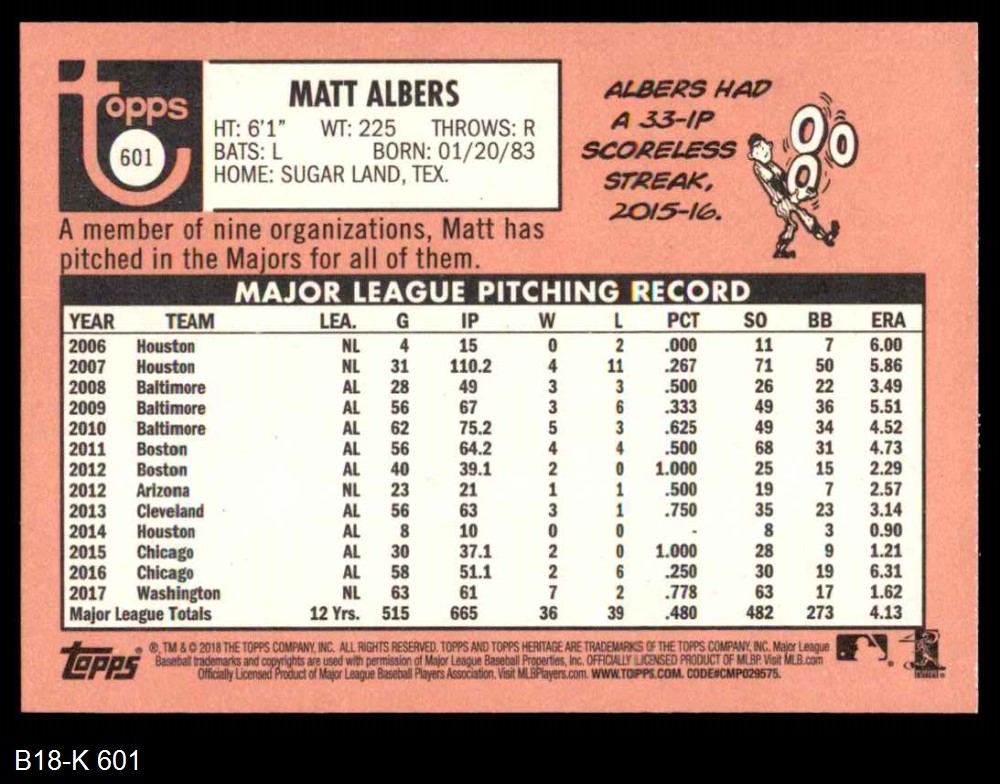 topps
601
MATT ALBERS
HT: 6'1" WT: 225 THROWS: R
BATS: L BORN: 01/20/83
HOME: SUGAR LAND, TEX.
ALBERS HAD
A 33-IP
SCORELESS
STREAK,
2015-16.
000
A member of nine organizations, Matt has
pitched in the Majors for all of them.
MAJOR LEAGUE PITCHING RECORD
YEAR TEAM LEA. G IP W L PCT SO BB ERA
2006 Houston NL 4 15 0 2 .000 11 7 6.00
2007 Houston NL 31 110.2 4 11 .267 71 50 5.86
2008 Baltimore AL 28 49 3 3 .500 26 22 3.49
2009 Baltimore AL 56 67 3 6 .333 49 36 5.51
2010 Baltimore AL 62 75.2 5 3 .625 49 34 4.52
2011 Boston AL 56 64.2 4 4 .500 68 31 4.73
2012 Boston AL 40 39.1 2 0 1.000 25 15 2.29
2012 Arizona NL 23 21 1 1 .500 19 7 2.57
2013 Cleveland AL 56 63 3 1 .750 35 23 3.14
2014 Houston AL 8 10 0 0 - 8 3 0.90
2015 Chicago AL 30 37.1 2 0 1.000 28 9 1.21
2016 Chicago AL 58 51.1 2 6 .250 30 19 6.31
2017 Washington NL 63 61 7 2 .778 63 17 1.62
Major League Totals 12 Yrs. 515 665 36 39 .480 482 273 4.13
topps
®, TM & © 2018 THE TOPPS COMPANY, INC. ALL RIGHTS RESERVED. TOPPS AND TOPPS HERITAGE ARE TRADEMARKS OF THE TOPPS COMPANY, INC. Major League
Baseball trademarks and copyrights are used with permission of Major League Baseball Properties, Inc. OFFICIALLY LICENSED PRODUCT OF MLBP. Visit MLB.com
Officially Licensed Product of Major League Baseball Players Association. Visit MLBPlayers.com. WWW.TOPPS.COM. CODE#CMP029575.
B18-K 601